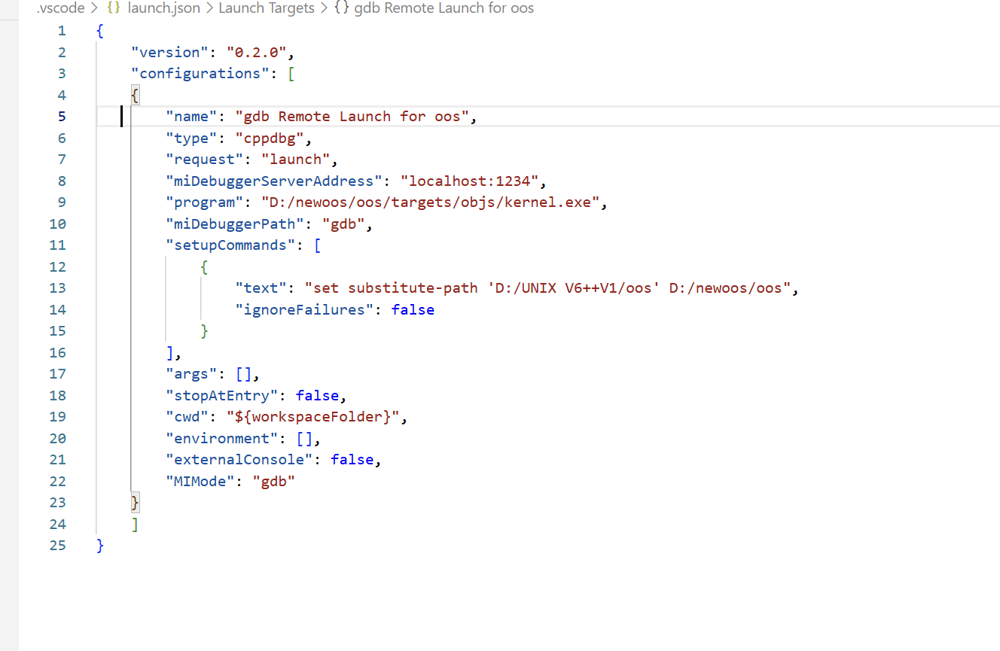 .vscode > {} launch.json > Launch Targets > {} gdb Remote Launch for oos
1 {
2     "version": "0.2.0",
3     "configurations": [
4     {
5         "name": "gdb Remote Launch for oos",
6         "type": "cppdbg",
7         "request": "launch",
8         "miDebuggerServerAddress": "localhost:1234",
9         "program": "D:/newoos/oos/targets/objs/kernel.exe",
10         "miDebuggerPath": "gdb",
11         "setupCommands": [
12             {
13                 "text": "set substitute-path 'D:/UNIX V6++V1/oos' D:/newoos/oos",
14                 "ignoreFailures": false
15             }
16         ],
17         "args": [],
18         "stopAtEntry": false,
19         "cwd": "${workspaceFolder}",
20         "environment": [],
21         "externalConsole": false,
22         "MIMode": "gdb"
23     }
24     ]
25 }